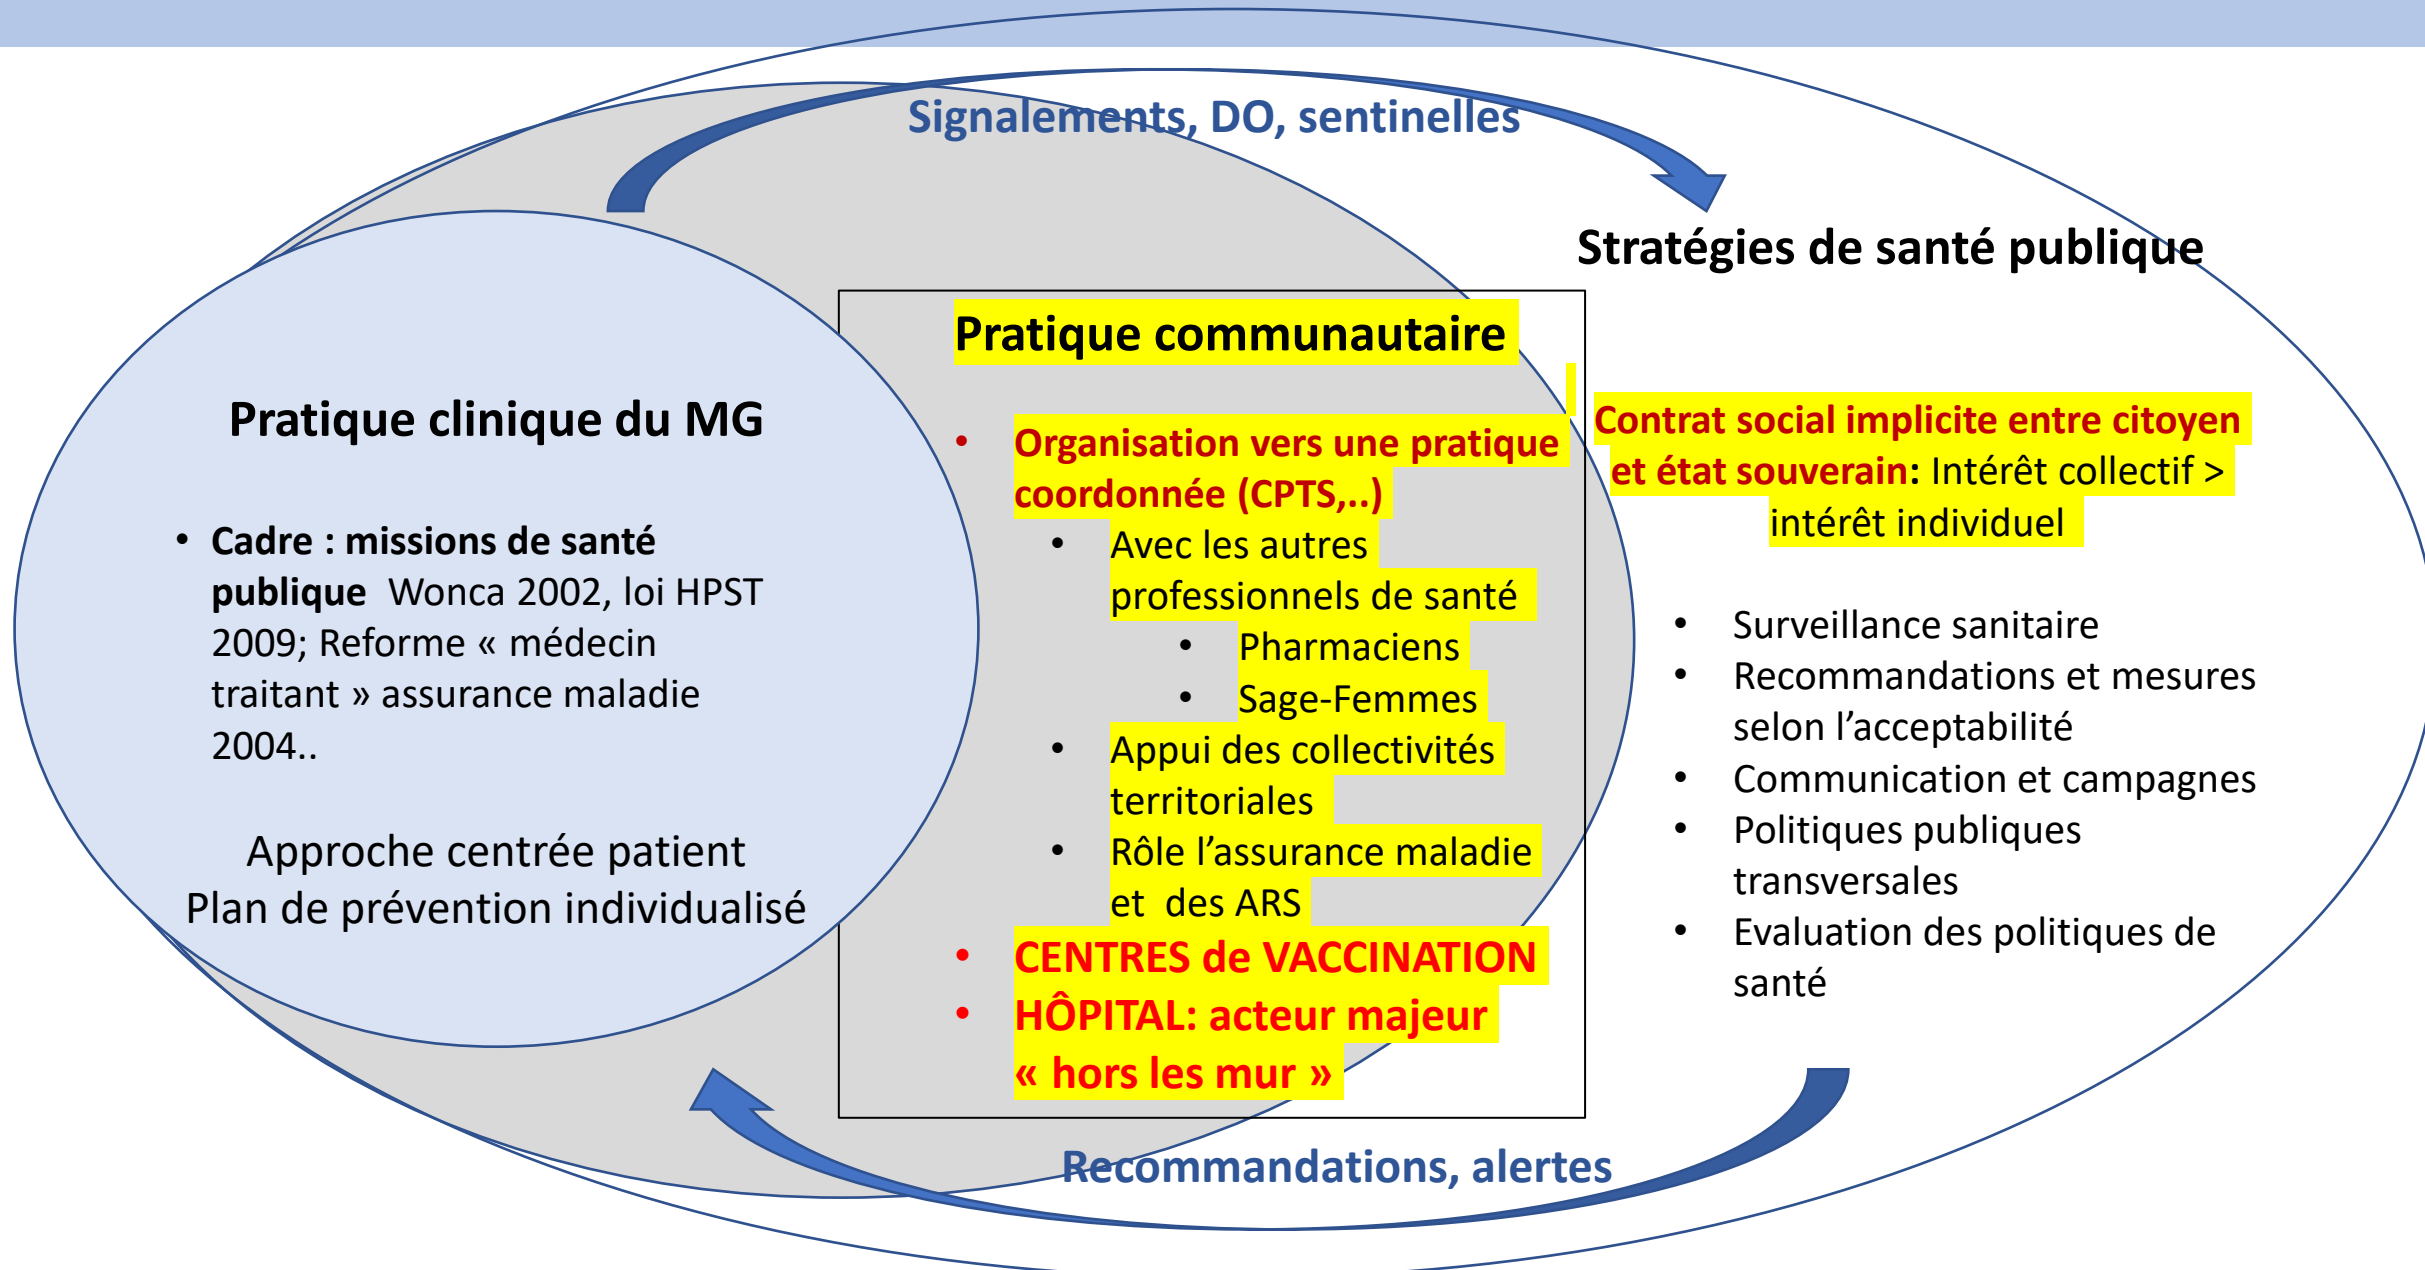 Signalements, DO, sentinelles
Pratique clinique du MG
• Cadre : missions de santé
publique Wonca 2002, loi HPST
2009; Reforme « médecin
traitant » assurance maladie
2004..
Approche centrée patient
Plan de prévention individualisé
Pratique communautaire
• Organisation vers une pratique
coordonnée (CPTS,..)
• Avec les autres
professionnels de santé
• Pharmaciens
• Sage-Femmes
• Appui des collectivités
territoriales
• Rôle l’assurance maladie
et des ARS
• CENTRES de VACCINATION
• HÔPITAL: acteur majeur
« hors les mur »
Stratégies de santé publique
Contrat social implicite entre citoyen
et état souverain: Intérêt collectif >
intérêt individuel
• Surveillance sanitaire
• Recommandations et mesures
selon l’acceptabilité
• Communication et campagnes
• Politiques publiques
transversales
• Evaluation des politiques de
santé
Recommandations, alertes